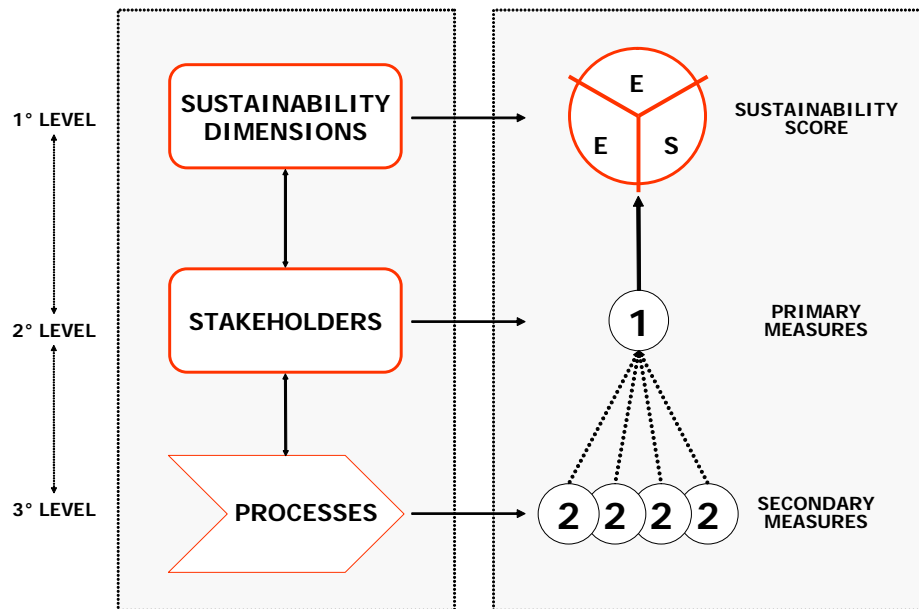 1° LEVEL
SUSTAINABILITY
DIMENSIONS
E
E
S
SUSTAINABILITY
SCORE
2° LEVEL
STAKEHOLDERS
1
PRIMARY
MEASURES
3° LEVEL
PROCESSES
2
2
2
2
SECONDARY
MEASURES